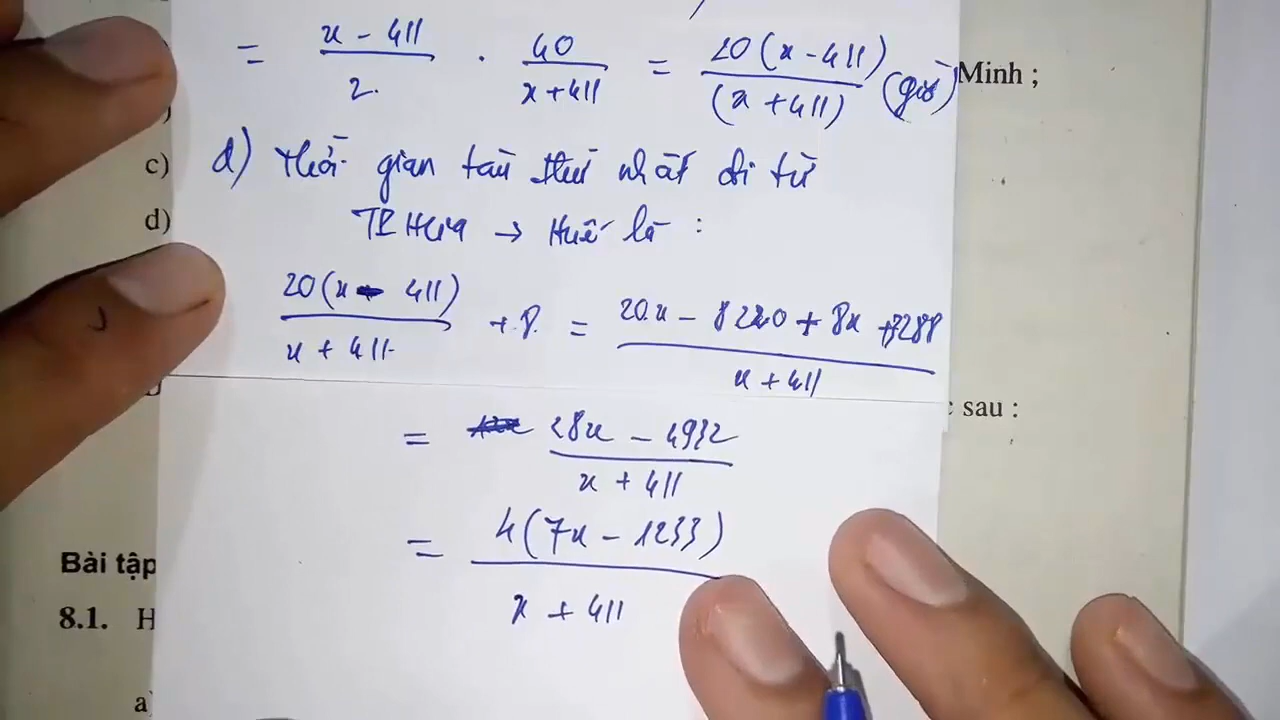 = x - 411 / 2 . 40 / x + 411 = 20(x - 411) / (x + 411) (giờ)
Minh ;
c)
d) Thời gian tàu thứ nhất đi từ
d)
→ Huế là :
20(x - 411) / x + 411 + 8 = 20x - 8220 + 8x + 3288 / x + 411
sau :
= 28x - 4932 / x + 411
= 4(7x - 1233) / x + 411
Bài tập
8.1. H
a)